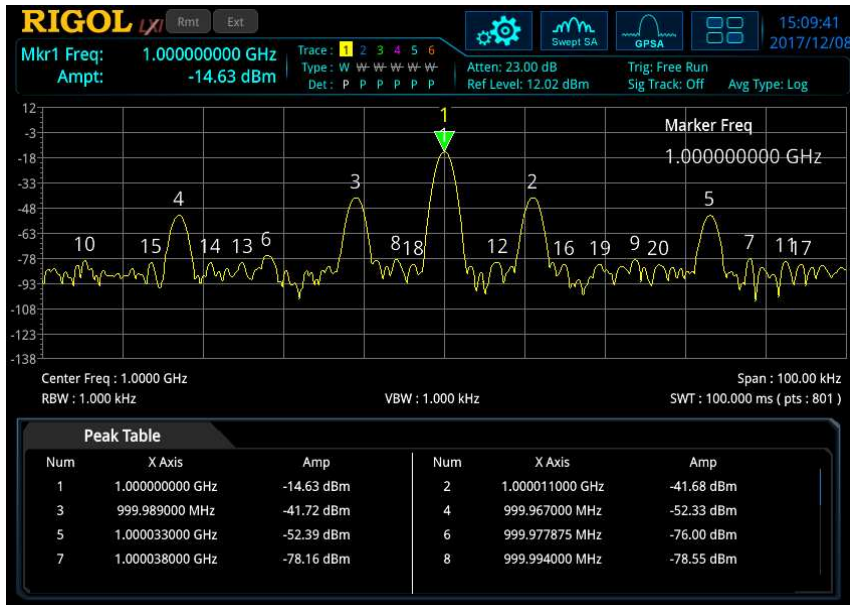 RIGOL LXI Rmt Ext
Swept SA GPSA 15:09:41
2017/12/08
Mkr1 Freq: 1.000000000 GHz
Ampt: -14.63 dBm
Trace: 1 2 3 4 5 6
Type: W W W W W W
Det: P P P P P P
Atten: 23.00 dB
Ref Level: 12.02 dBm
Trig: Free Run
Sig Track: Off Avg Type: Log
12
-3
-18
-33
-48
-63
-78
-93
-108
-123
-138
1
1
Marker Freq
1.000000000 GHz
3 2
4 5
10 15 14 13 6 8 18 12 16 19 9 20 7 11 17
Center Freq : 1.0000 GHz Span : 100.00 kHz
RBW : 1.000 kHz VBW : 1.000 kHz SWT : 100.000 ms ( pts : 801 )
Peak Table
Num X Axis Amp Num X Axis Amp
1 1.000000000 GHz -14.63 dBm 2 1.000011000 GHz -41.68 dBm
3 999.989000 MHz -41.72 dBm 4 999.967000 MHz -52.33 dBm
5 1.000033000 GHz -52.39 dBm 6 999.977875 MHz -76.00 dBm
7 1.000038000 GHz -78.16 dBm 8 999.994000 MHz -78.55 dBm